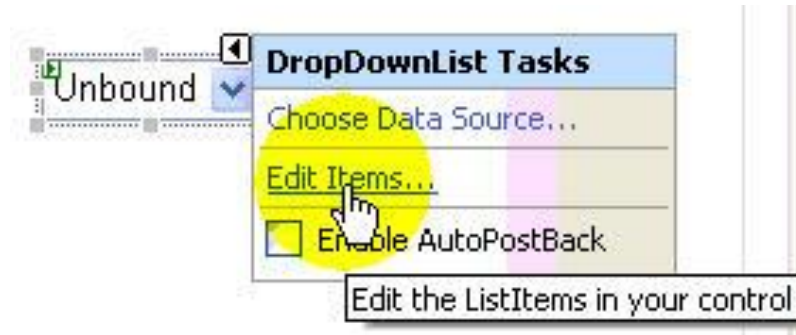 Unbound
DropDownList Tasks
Choose Data Source...
Edit Items...
Enable AutoPostBack
Edit the ListItems in your control